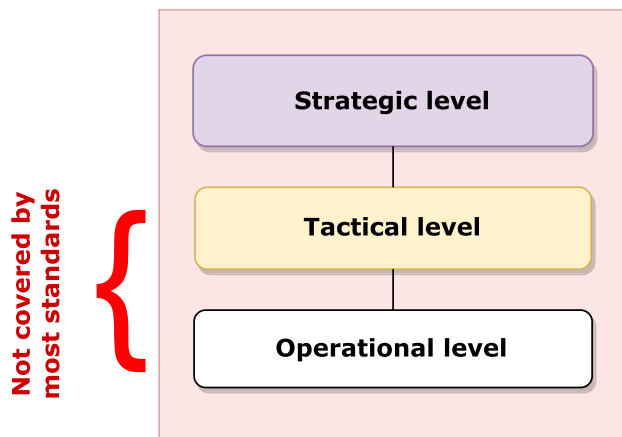 Strategic level
Tactical level
Operational level
Not covered by
most standards